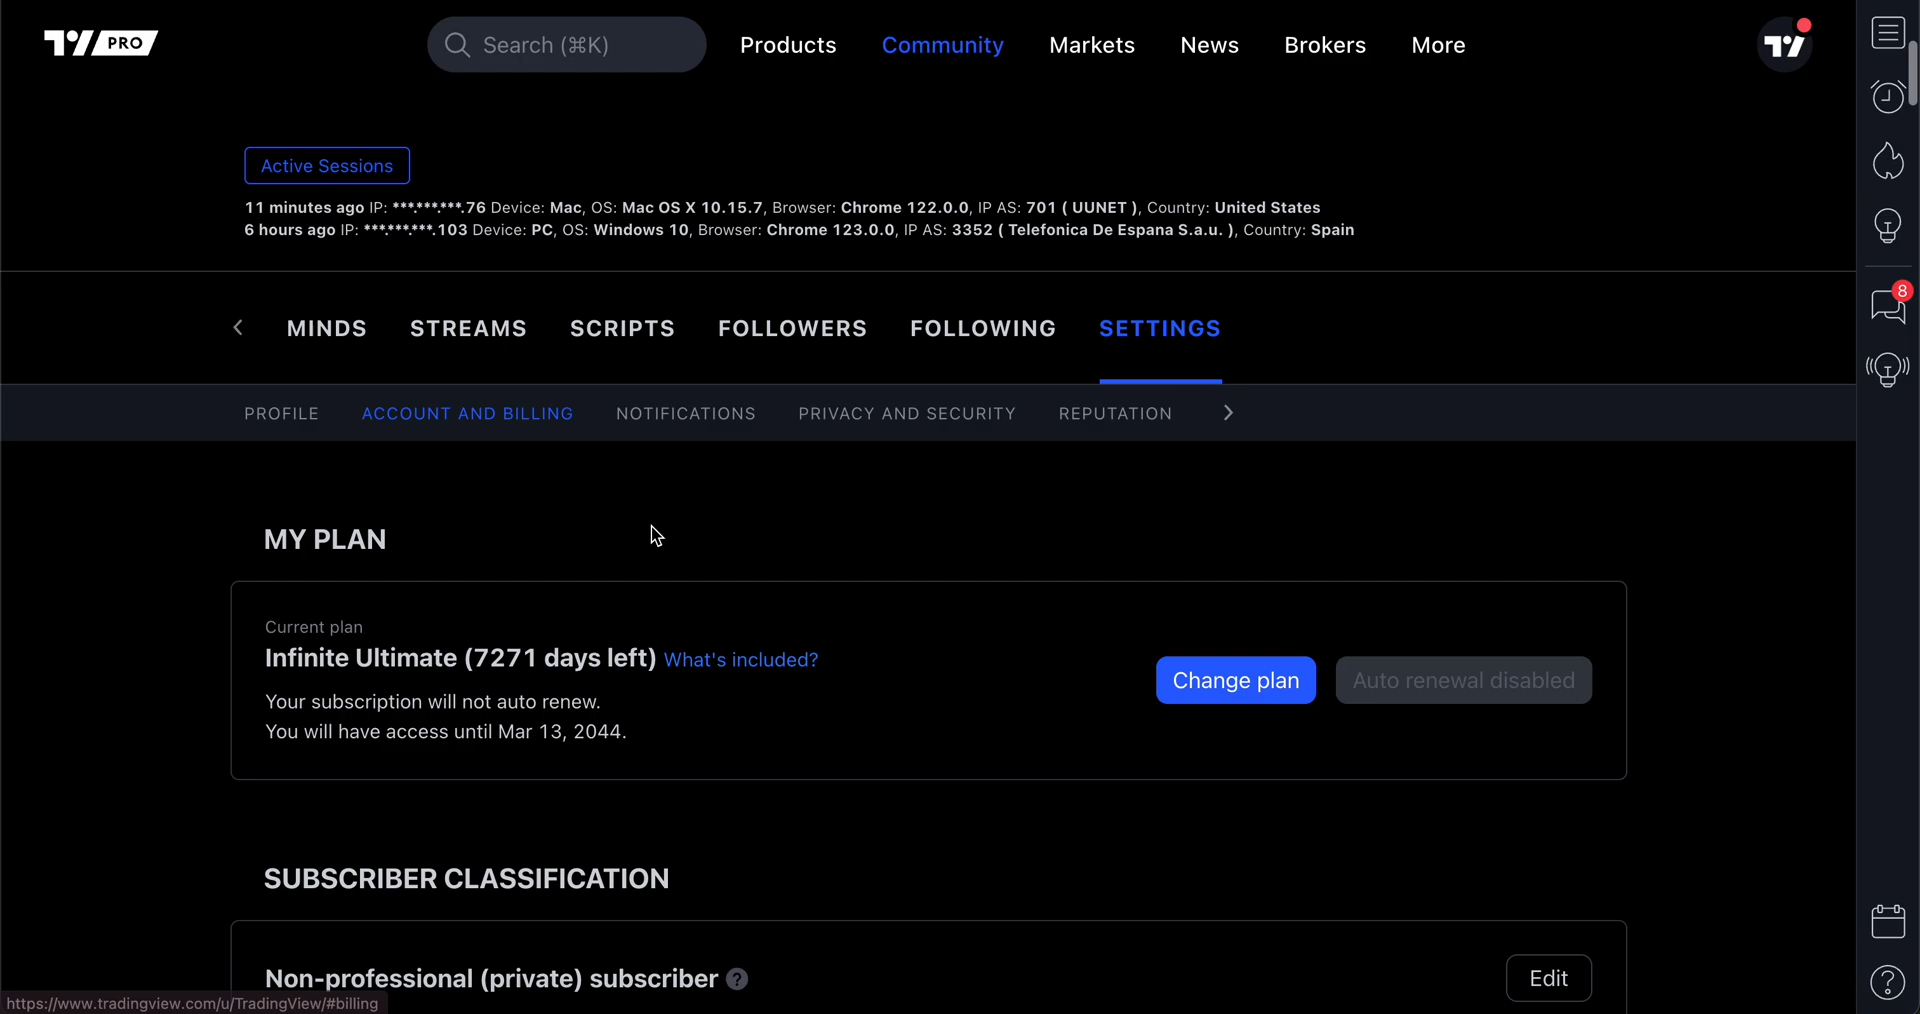 TV PRO
Search (⌘K)
Products
Community
Markets
News
Brokers
More
Active Sessions
11 minutes ago IP: ***.***.***.76 Device: Mac, OS: Mac OS X 10.15.7, Browser: Chrome 122.0.0, IP AS: 701 ( UUNET ), Country: United States
6 hours ago IP: ***.***.***.103 Device: PC, OS: Windows 10, Browser: Chrome 123.0.0, IP AS: 3352 ( Telefonica De Espana S.a.u. ), Country: Spain
8
MINDS
STREAMS
SCRIPTS
FOLLOWERS
FOLLOWING
SETTINGS
PROFILE
ACCOUNT AND BILLING
NOTIFICATIONS
PRIVACY AND SECURITY
REPUTATION
MY PLAN
Current plan
Infinite Ultimate (7271 days left) What's included?
Your subscription will not auto renew.
You will have access until Mar 13, 2044.
Change plan
Auto renewal disabled
SUBSCRIBER CLASSIFICATION
Non-professional (private) subscriber ?
Edit
https://www.tradingview.com/u/TradingView/#billing